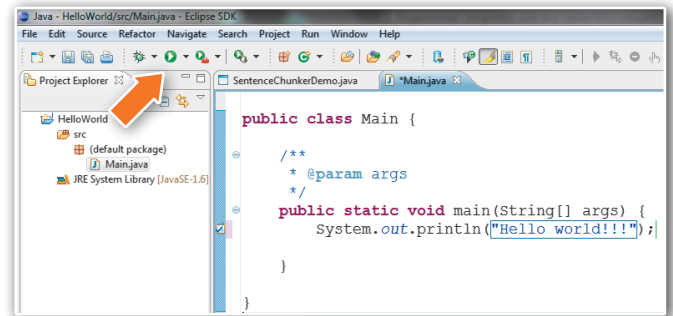 Java - HelloWorld/src/Main.java - Eclipse SDK
File Edit Source Refactor Navigate Search Project Run Window Help
Project Explorer
SentenceChunkerDemo.java
*Main.java
HelloWorld
src
(default package)
Main.java
JRE System Library [JavaSE-1.6]
public class Main {
/**
* @param args
*/
public static void main(String[] args) {
System.out.println("Hello world!!!");
}
}